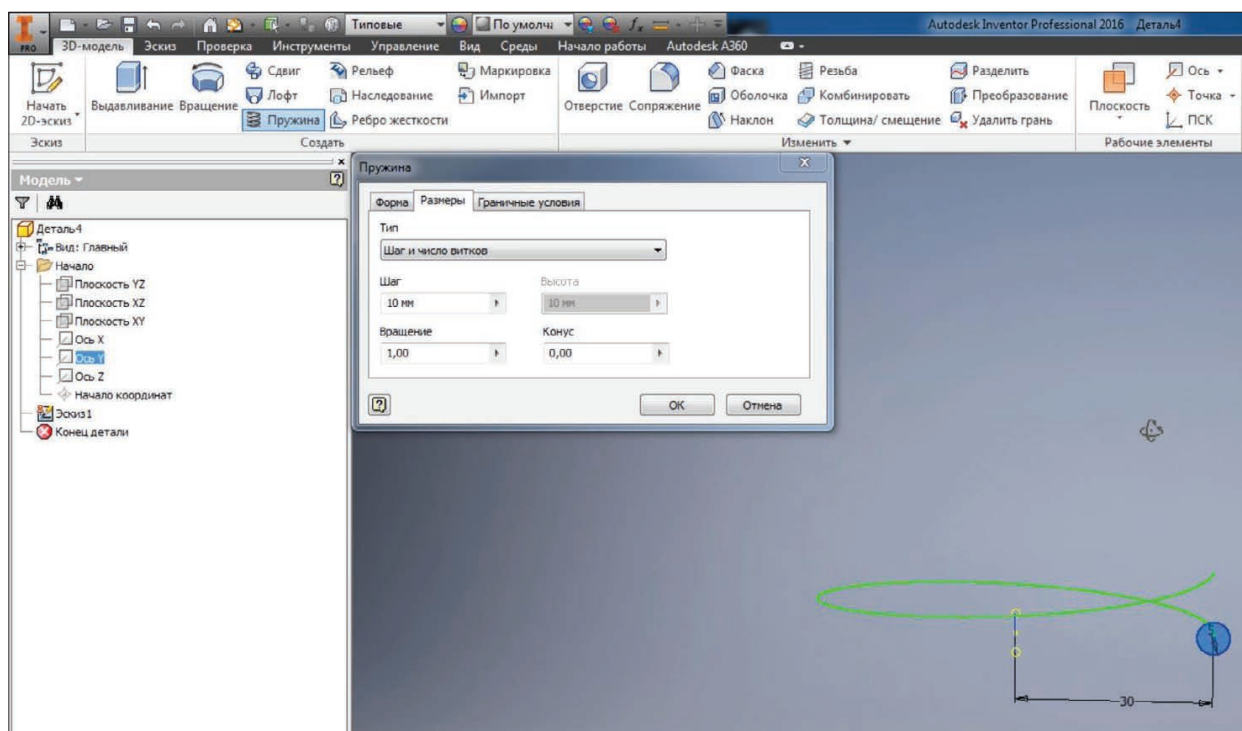 Типовые По умолч f x Autodesk Inventor Professional 2016 Деталь4
PRO 3D-модель Эскиз Проверка Инструменты Управление Вид Среды Начало работы Autodesk A360
Начать 2D-эскиз
Выдавливание Вращение
Сдвиг
Лофт
Пружина
Рельеф
Наследование
Ребро жесткости
Маркировка
Импорт
Отверстие Сопряжение
Фаска
Оболочка
Наклон
Резьба
Комбинировать
Толщина/ смещение
Разделить
Преобразование
Удалить грань
Плоскость
Ось
Точка
ПСК
Эскиз Создать Изменить Рабочие элементы
Модель
Деталь4
Вид: Главный
Начало
Плоскость YZ
Плоскость XZ
Плоскость XY
Ось X
Ось Y
Ось Z
Начало координат
Эскиз1
Конец детали
Пружина
Форма Размеры Граничные условия
Тип
Шаг и число витков
Шаг Высота
10 мм 10 мм
Вращение Конус
1,00 0,00
OK Отмена
30